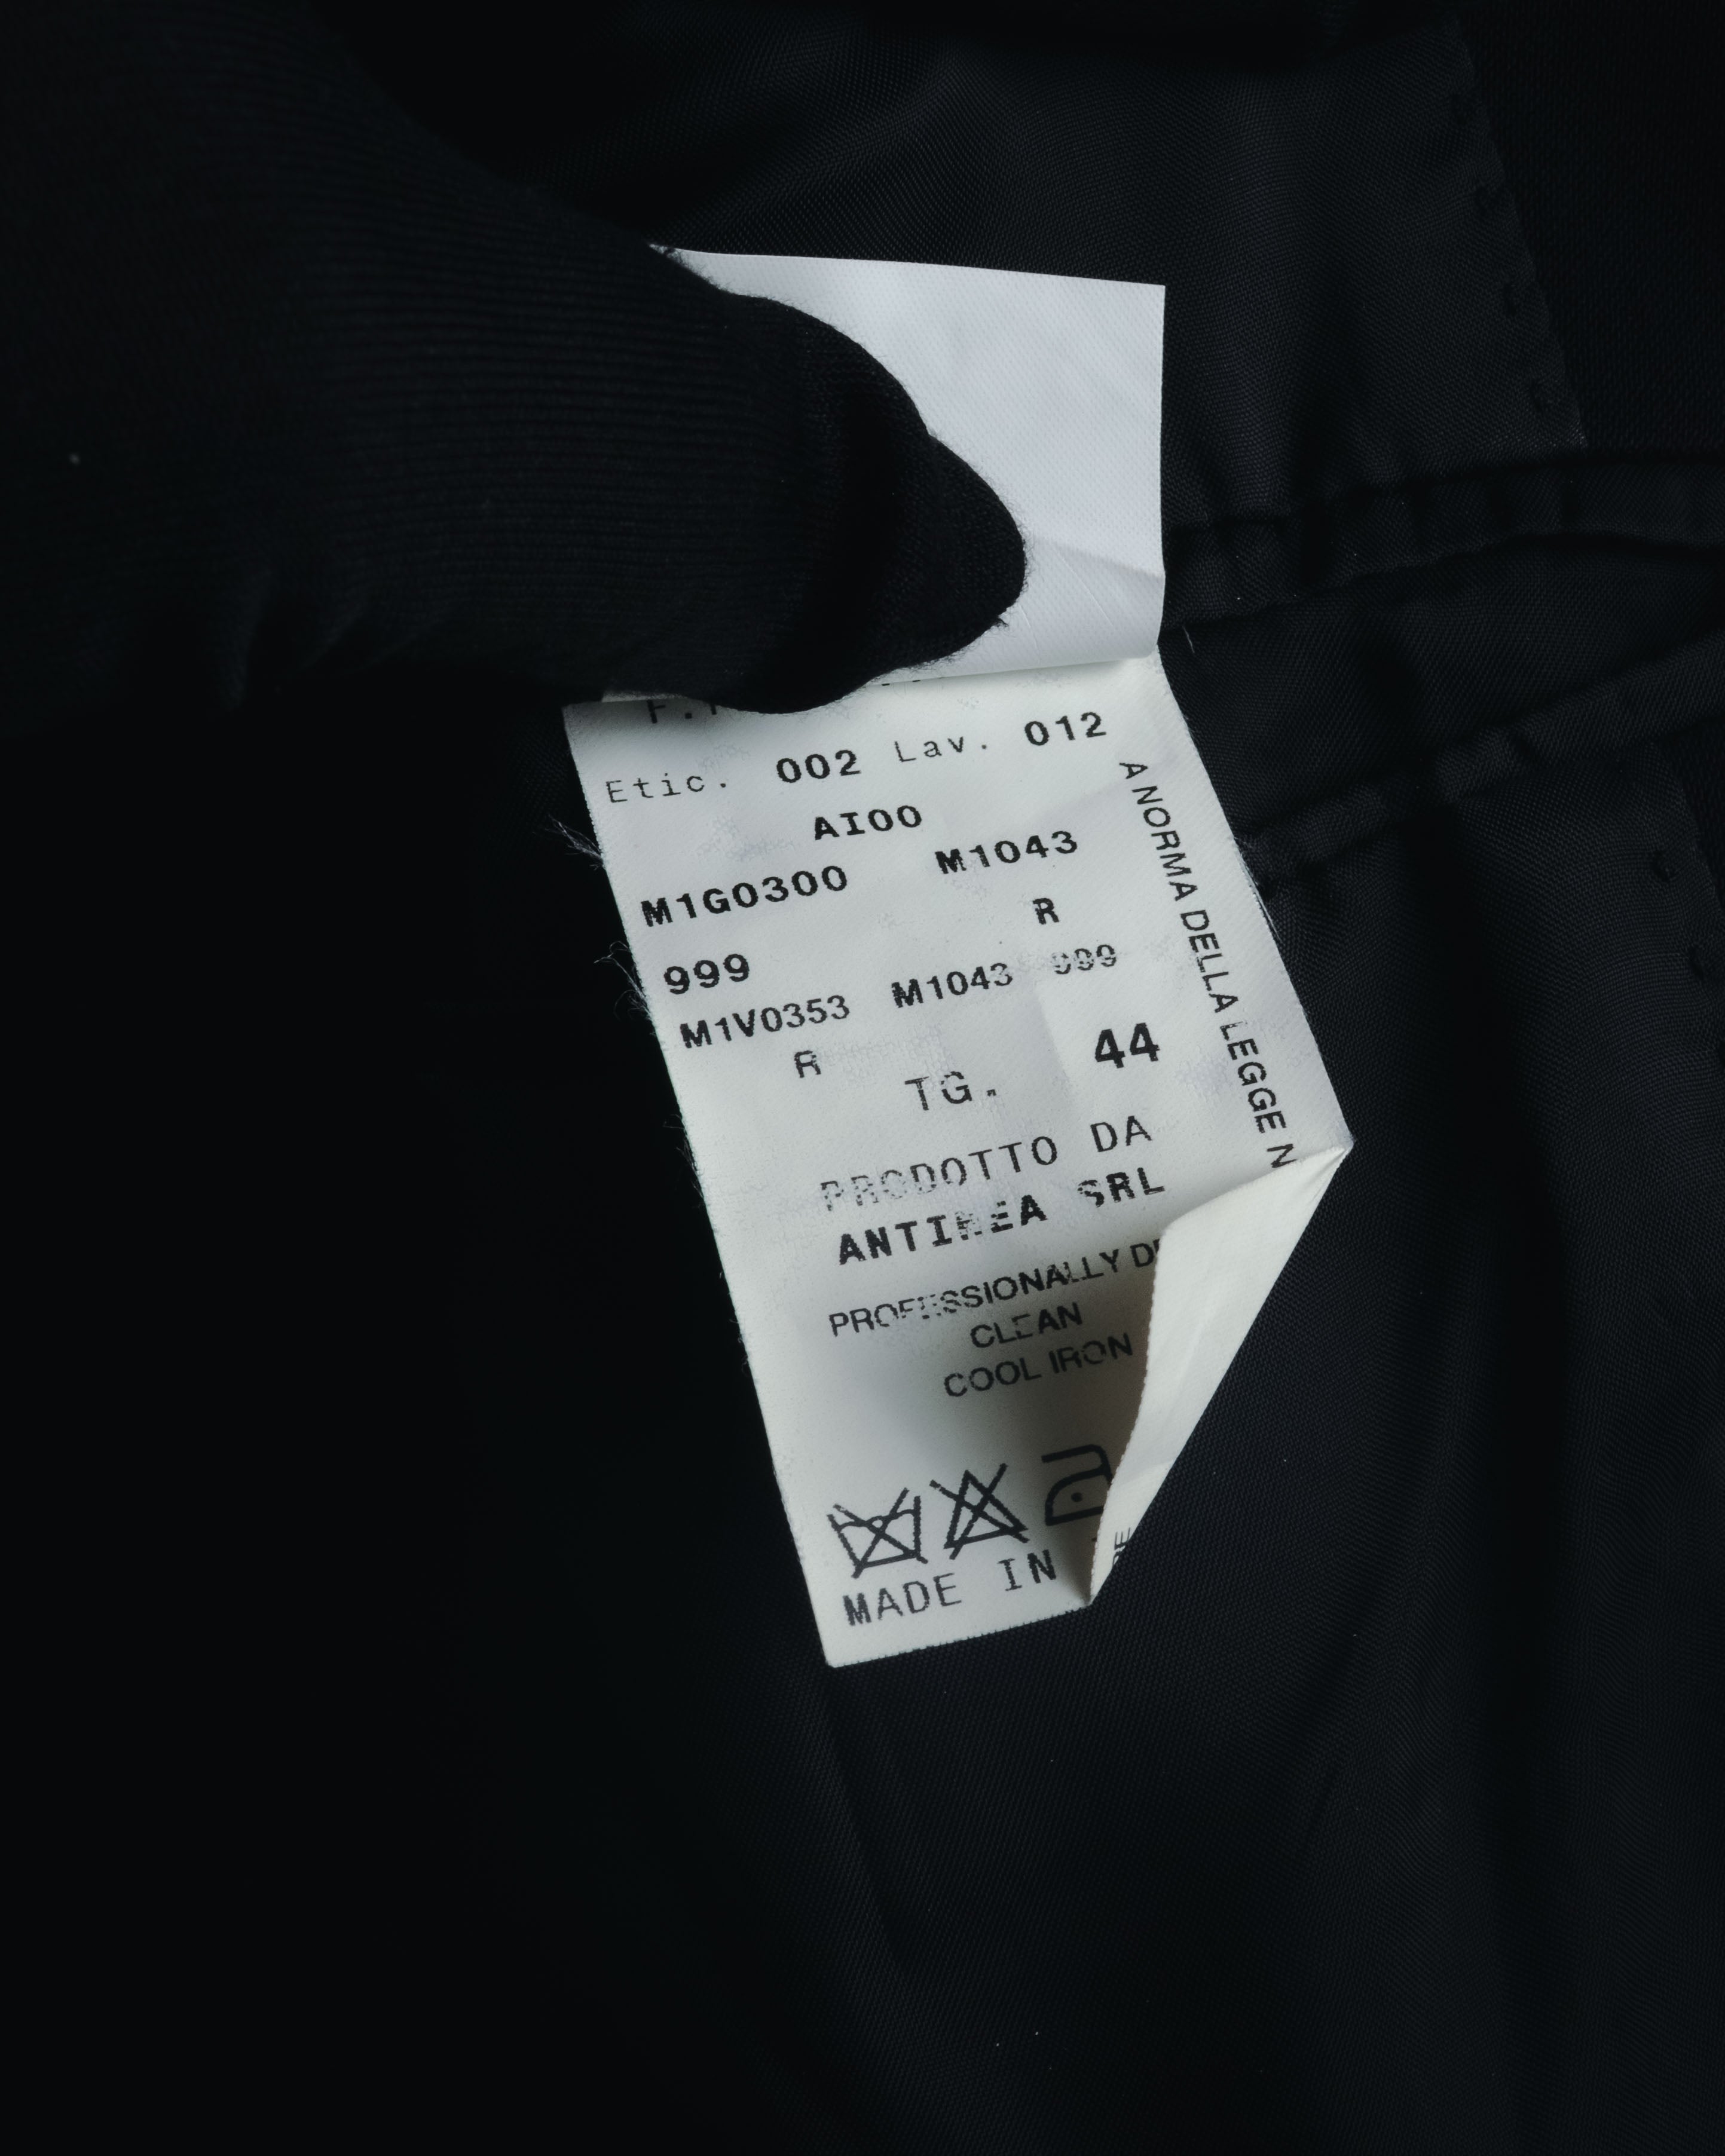 Etic. 002 Lav. 012
AI00
M1G0300 M1043
999 R
M1V0353 M1043 999
R
TG. 44
PRODOTTO DA
SRL
PROFESSIONALLY
CLEAN
COOL IRON
MADE IN
A NORMA DELLA LEGGE N